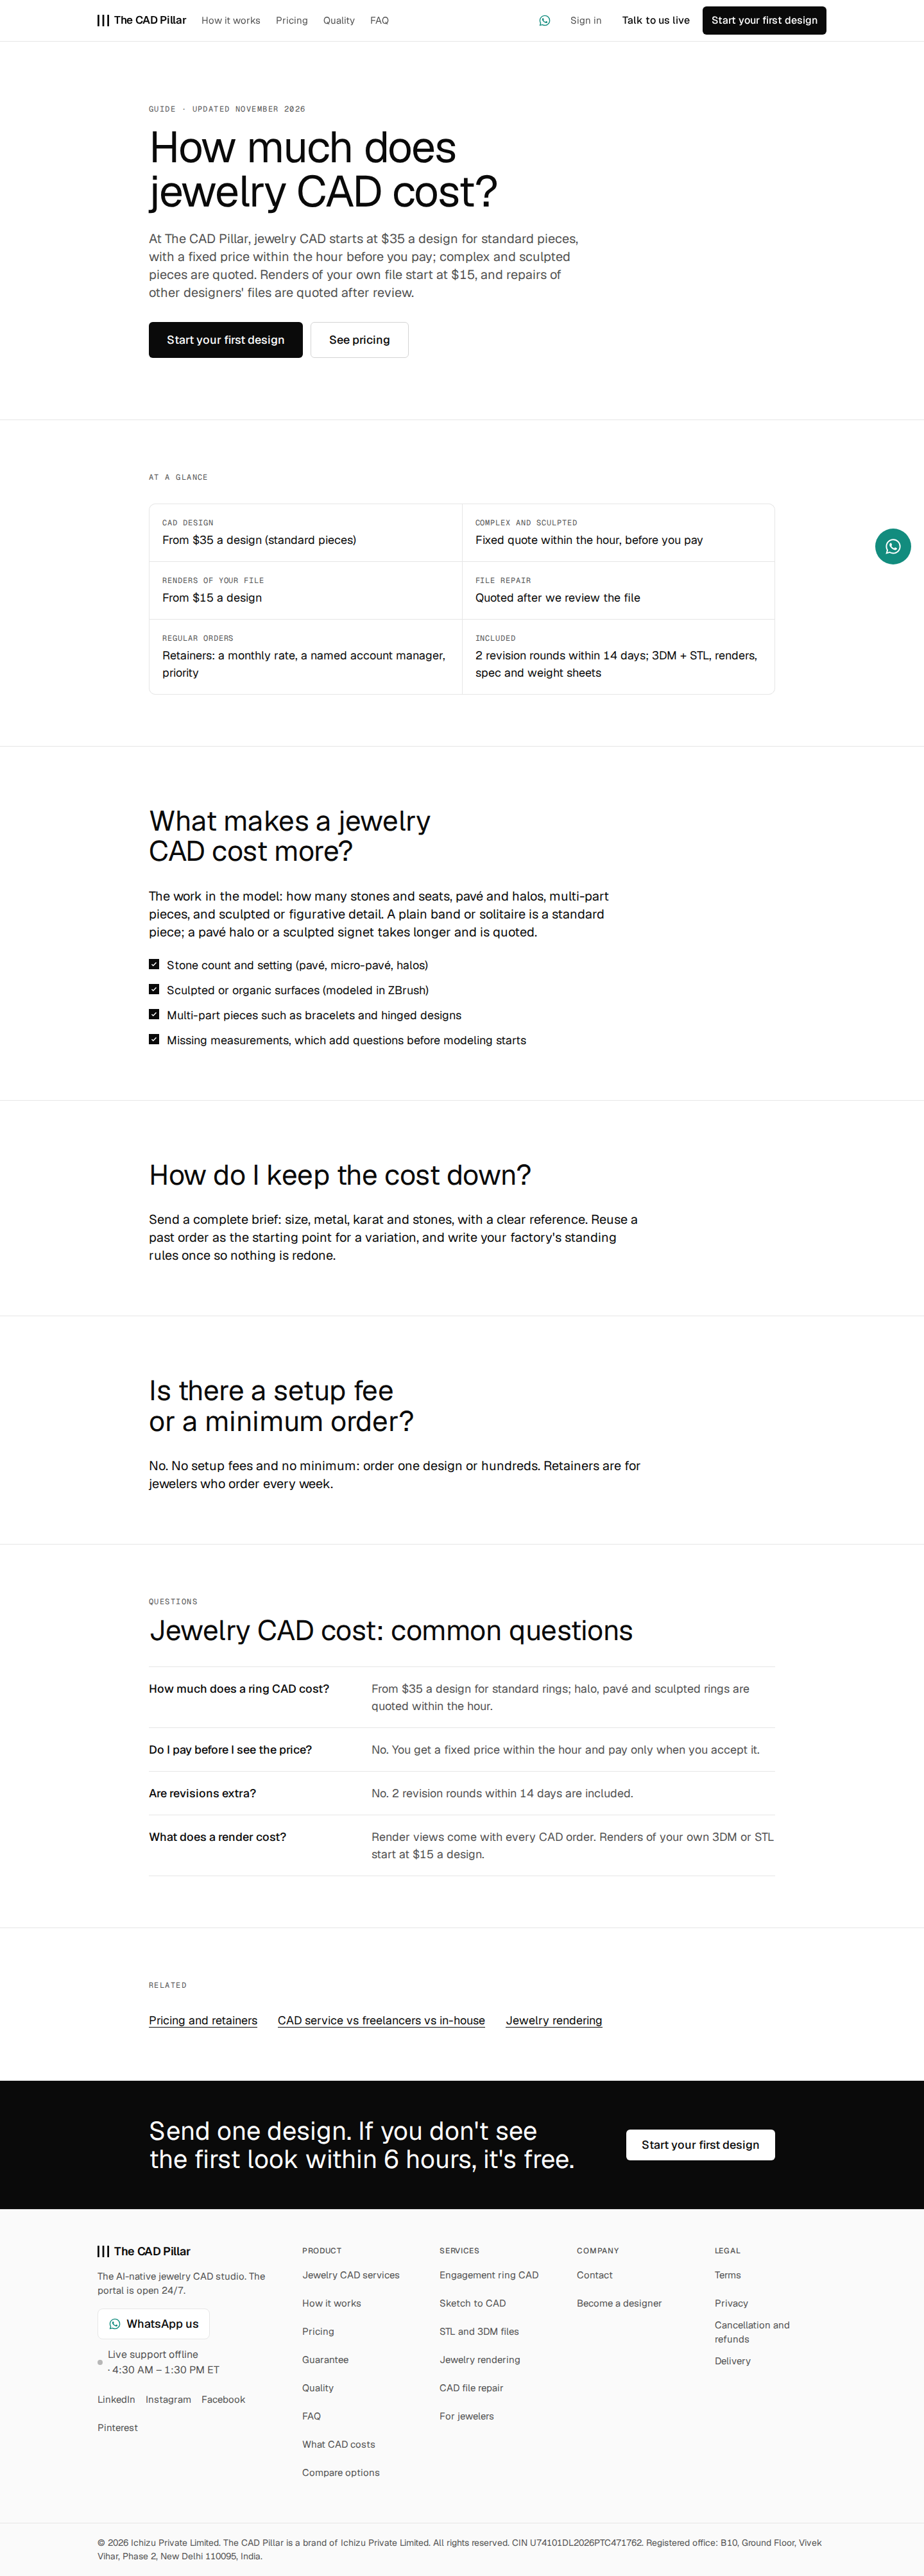 The CAD Pillar How it works Pricing Quality FAQ Sign in Talk to us live Start your first design
GUIDE · UPDATED NOVEMBER 2026
How much does
jewelry CAD cost?
At The CAD Pillar, jewelry CAD starts at $35 a design for standard pieces,
with a fixed price within the hour before you pay; complex and sculpted
pieces are quoted. Renders of your own file start at $15, and repairs of
other designers' files are quoted after review.
Start your first design See pricing
AT A GLANCE
CAD DESIGN
From $35 a design (standard pieces)
COMPLEX AND SCULPTED
Fixed quote within the hour, before you pay
RENDERS OF YOUR FILE
From $15 a design
FILE REPAIR
Quoted after we review the file
REGULAR ORDERS
Retainers: a monthly rate, a named account manager,
priority
INCLUDED
2 revision rounds within 14 days; 3DM + STL, renders,
spec and weight sheets
What makes a jewelry
CAD cost more?
The work in the model: how many stones and seats, pavé and halos, multi-part
pieces, and sculpted or figurative detail. A plain band or solitaire is a standard
piece; a pavé halo or a sculpted signet takes longer and is quoted.
Stone count and setting (pavé, micro-pavé, halos)
Sculpted or organic surfaces (modeled in ZBrush)
Multi-part pieces such as bracelets and hinged designs
Missing measurements, which add questions before modeling starts
How do I keep the cost down?
Send a complete brief: size, metal, karat and stones, with a clear reference. Reuse a
past order as the starting point for a variation, and write your factory's standing
rules once so nothing is redone.
Is there a setup fee
or a minimum order?
No. No setup fees and no minimum: order one design or hundreds. Retainers are for
jewelers who order every week.
QUESTIONS
Jewelry CAD cost: common questions
How much does a ring CAD cost?
From $35 a design for standard rings; halo, pavé and sculpted rings are
quoted within the hour.
Do I pay before I see the price?
No. You get a fixed price within the hour and pay only when you accept it.
Are revisions extra?
No. 2 revision rounds within 14 days are included.
What does a render cost?
Render views come with every CAD order. Renders of your own 3DM or STL
start at $15 a design.
RELATED
Pricing and retainers CAD service vs freelancers vs in-house Jewelry rendering
Send one design. If you don't see
the first look within 6 hours, it's free.
Start your first design
The CAD Pillar
The AI-native jewelry CAD studio. The
portal is open 24/7.
WhatsApp us
Live support offline
· 4:30 AM – 1:30 PM ET
LinkedIn Instagram Facebook
Pinterest
PRODUCT
Jewelry CAD services
How it works
Pricing
Guarantee
Quality
FAQ
What CAD costs
Compare options
SERVICES
Engagement ring CAD
Sketch to CAD
STL and 3DM files
Jewelry rendering
CAD file repair
For jewelers
COMPANY
Contact
Become a designer
LEGAL
Terms
Privacy
Cancellation and
refunds
Delivery
© 2026 Ichizu Private Limited. The CAD Pillar is a brand of Ichizu Private Limited. All rights reserved. CIN U74101DL2026PTC471762. Registered office: B10, Ground Floor, Vivek
Vihar, Phase 2, New Delhi 110095, India.